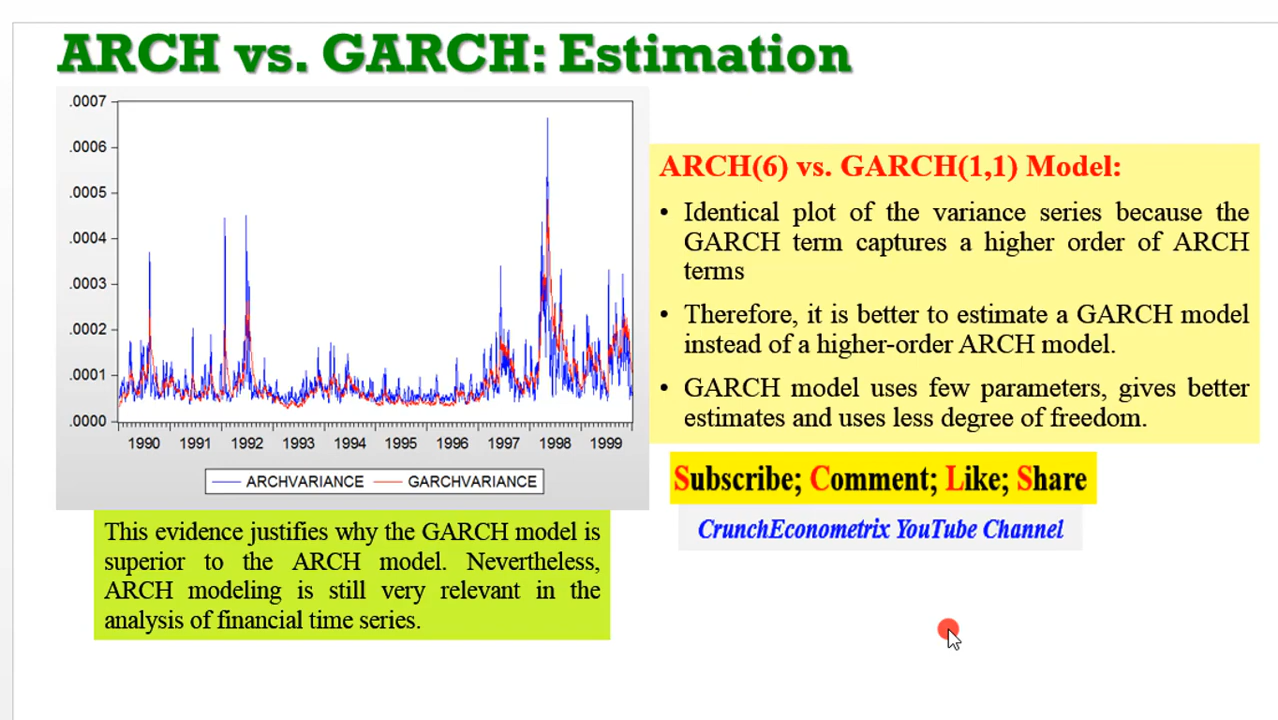 ARCH vs. GARCH: Estimation
.0007
.0006
.0005
.0004
.0003
.0002
.0001
.0000
1990 1991 1992 1993 1994 1995 1996 1997 1998 1999
ARCHVARIANCE GARCHVARIANCE
This evidence justifies why the GARCH model is
superior to the ARCH model. Nevertheless,
ARCH modeling is still very relevant in the
analysis of financial time series.
ARCH(6) vs. GARCH(1,1) Model:
• Identical plot of the variance series because the
GARCH term captures a higher order of ARCH
terms
• Therefore, it is better to estimate a GARCH model
instead of a higher-order ARCH model.
• GARCH model uses few parameters, gives better
estimates and uses less degree of freedom.
Subscribe; Comment; Like; Share
CrunchEconometrix YouTube Channel